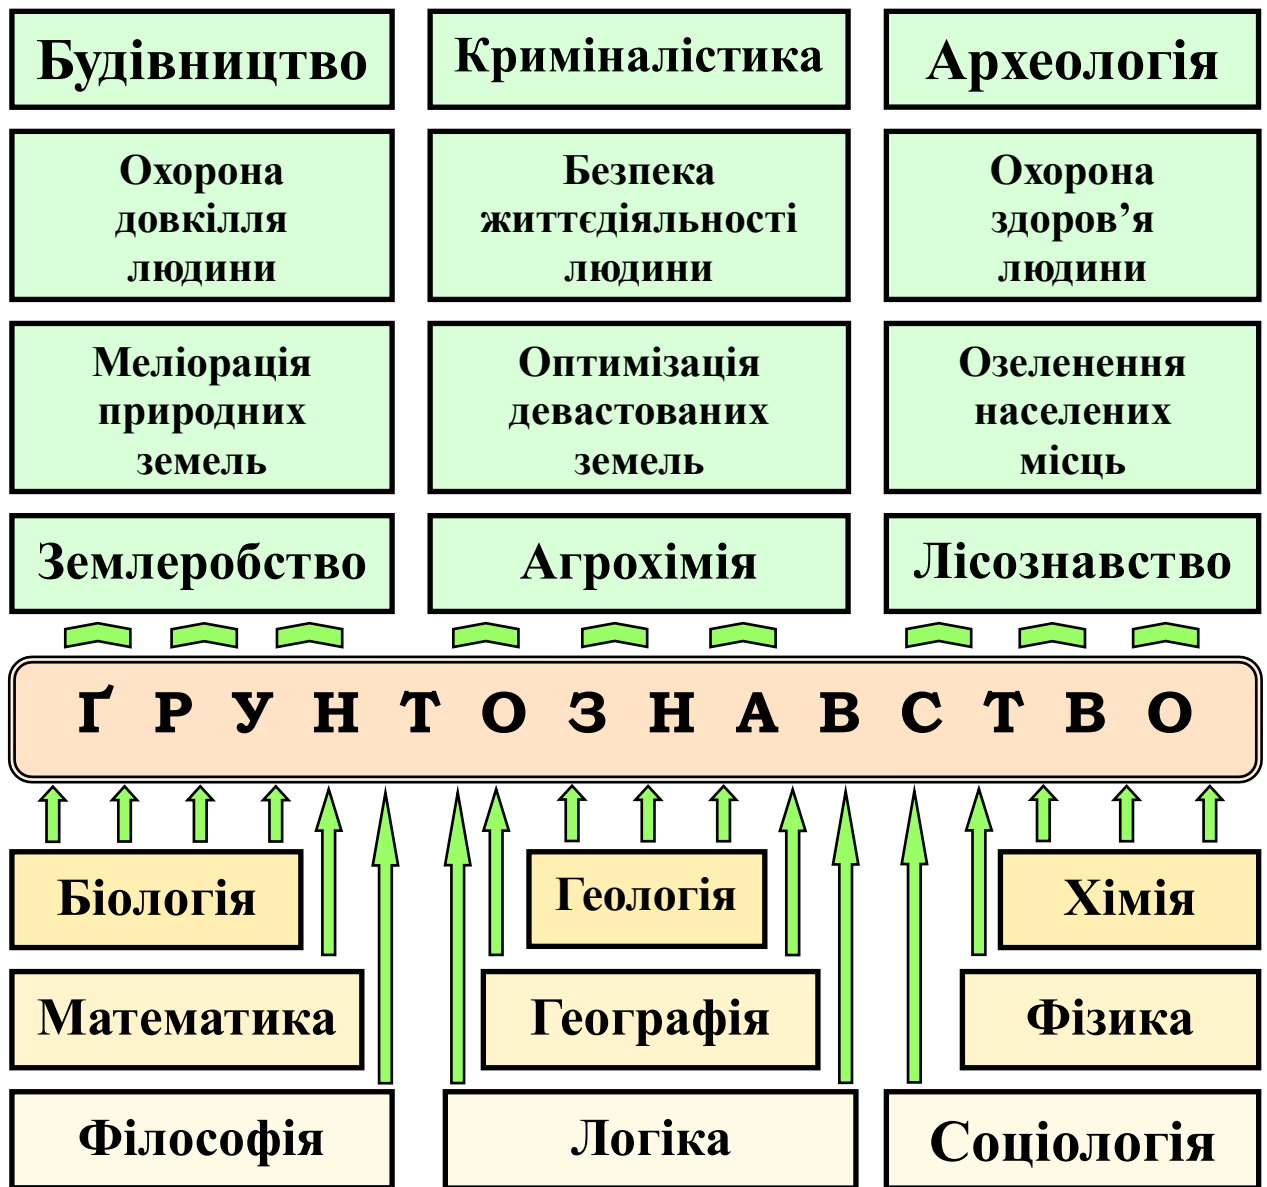 Будівництво
Криміналістика
Археологія
Охорона
довкілля
людини
Безпека
життєдіяльності
людини
Охорона
здоров’я
людини
Меліорація
природних
земель
Оптимізація
девастованих
земель
Озеленення
населених
місць
Землеробство
Агрохімія
Лісознавство
ҐРУНТОЗНАВСТВО
Біологія
Геологія
Хімія
Математика
Географія
Фізика
Філософія
Логіка
Соціологія